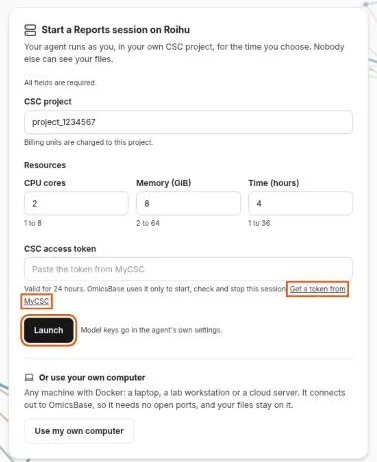 Start a Reports session on Roihu
Your agent runs as you, in your own CSC project, for the time you choose. Nobody
else can see your files.
All fields are required.
CSC project
project_1234567
Billing units are charged to this project.
Resources
CPU cores Memory (GiB) Time (hours)
2 8 4
1 to 8 2 to 64 1 to 36
CSC access token
Paste the token from MyCSC
Valid for 24 hours. OmicsBase uses it only to start, check and stop this session. Get a token from
MyCSC
Launch Model keys go in the agent's own settings.
Or use your own computer
Any machine with Docker: a laptop, a lab workstation or a cloud server. It connects
out to OmicsBase, so it needs no open ports, and your files stay on it.
Use my own computer